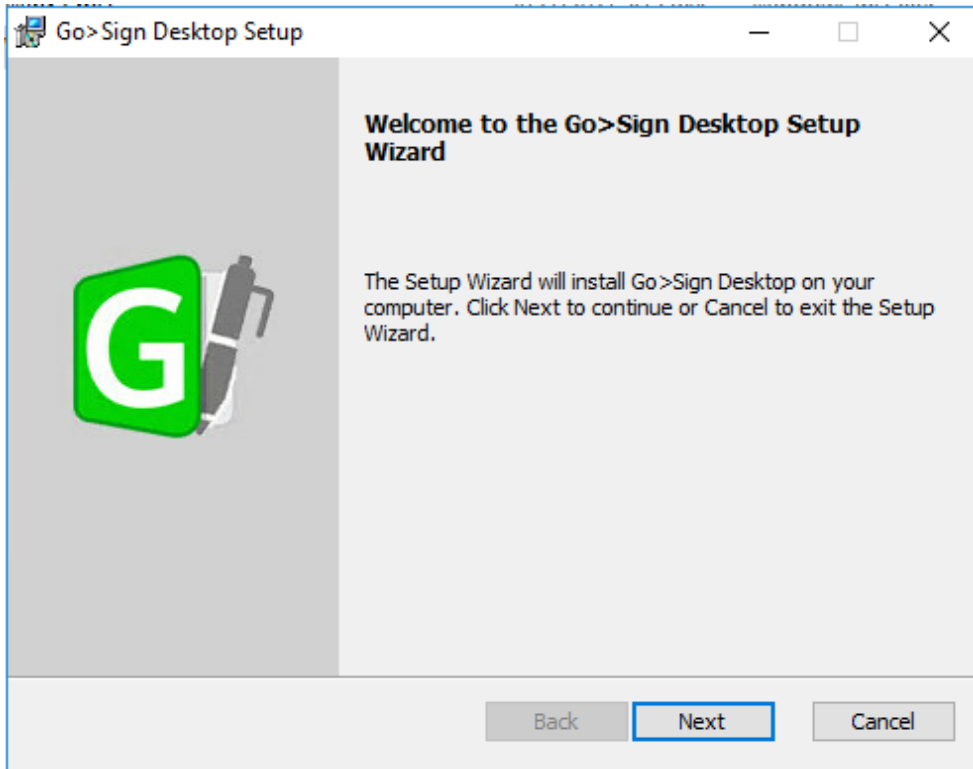 Go>Sign Desktop Setup
Welcome to the Go>Sign Desktop Setup
Wizard
G
The Setup Wizard will install Go>Sign Desktop on your
computer. Click Next to continue or Cancel to exit the Setup
Wizard.
Back
Next
Cancel